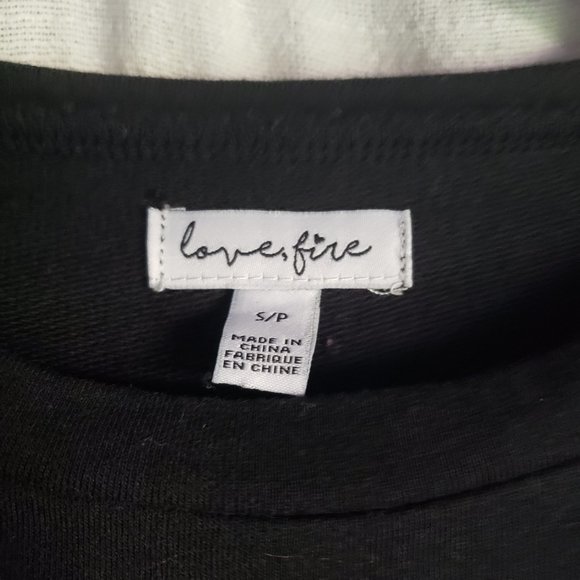 love, fire
S/P
MADE IN
CHINA
FABRIQUE
EN CHINE